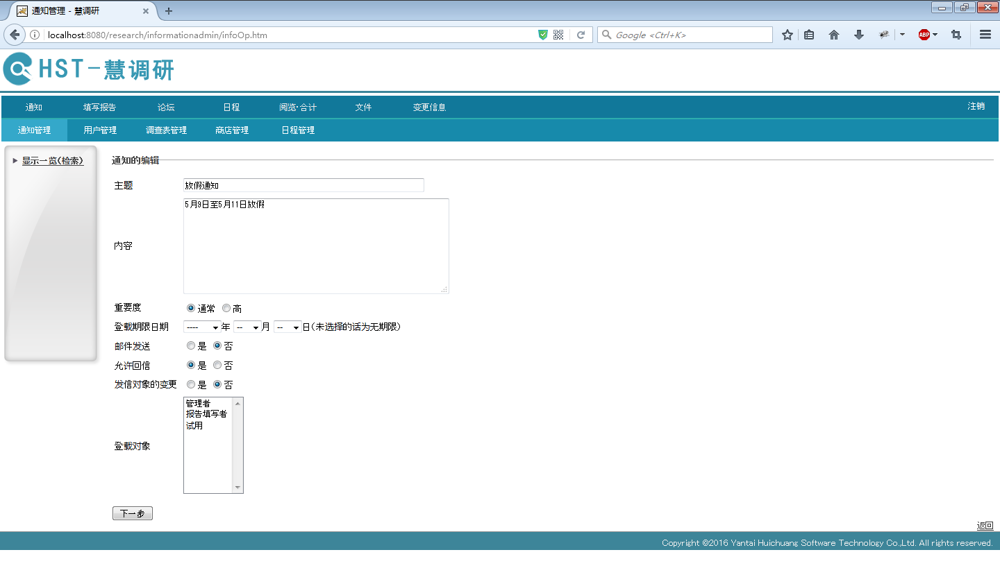 通知管理 - 慧调研
localhost:8080/research/informationadmin/infoOp.htm
Google <Ctrl+K>
ABP
HST-慧调研
通知 填写报告 论坛 日程 阅览·合计 文件 变更信息 注销
通知管理 用户管理 调查表管理 商店管理 日程管理
显示一览(检索)
通知的编辑
主题 放假通知
内容 5月9日至5月11日放假
重要度 通常 高
登载期限日期 ---- 年 -- 月 -- 日(未选择的话为无期限)
邮件发送 是 否
允许回信 是 否
发信对象的变更 是 否
登载对象
管理者
报告填写者
试用
下一步
返回
Copyright ©2016 Yantai Huichuang Software Technology Co.,Ltd. All rights reserved.